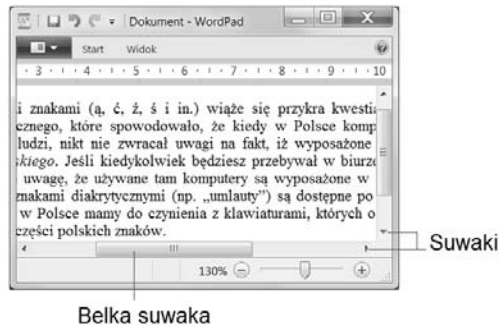 Dokument - WordPad
Start Widok
· 3 · ı · 4 · ı · 5 · ı · 6 · ı · 7 · ı · 8 · ı · 9 · ı · 10
i znakami (ą, ć, ź, ś i in.) wiąże się przykra kwestia
cznego, które spowodowało, że kiedy w Polsce komp
ludzi, nikt nie zwracał uwagi na fakt, iż wyposażone
skiego. Jeśli kiedykolwiek będziesz przebywał w biurze
uwagę, że używane tam komputery są wyposażone w
znakami diakrytycznymi (np. „umlauty”) są dostępne po
w Polsce mamy do czynienia z klawiaturami, których o
części polskich znaków.
Suwaki
130%
Belka suwaka